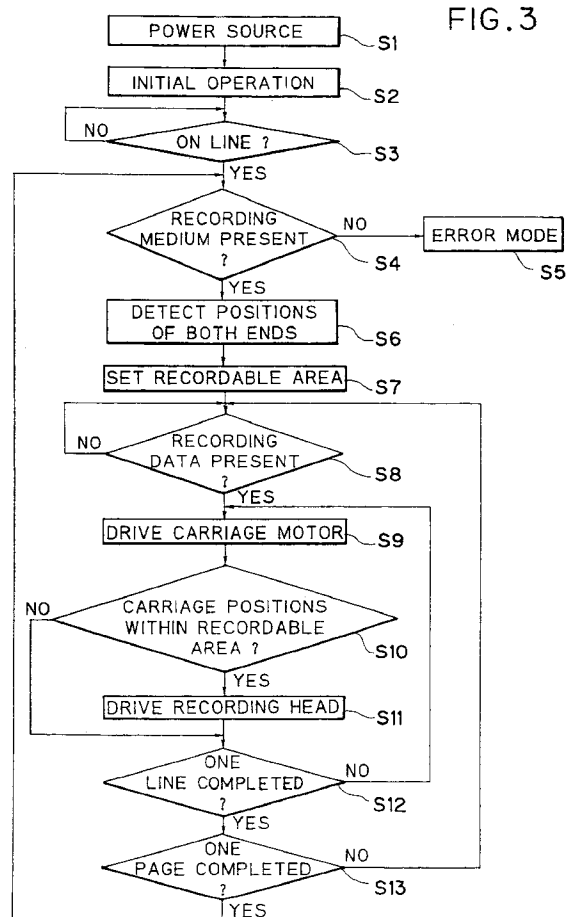 FIG.3
POWER SOURCE
S1
INITIAL OPERATION
S2
ON LINE ?
S3
NO
YES
RECORDING
MEDIUM PRESENT
?
S4
NO
ERROR MODE
S5
YES
DETECT POSITIONS
OF BOTH ENDS
S6
SET RECORDABLE AREA
S7
RECORDING
DATA PRESENT
?
S8
NO
YES
DRIVE CARRIAGE MOTOR
S9
CARRIAGE POSITIONS
WITHIN RECORDABLE
AREA ?
S10
NO
YES
DRIVE RECORDING HEAD
S11
ONE
LINE COMPLETED
?
S12
NO
YES
ONE
PAGE COMPLETED
?
S13
NO
YES